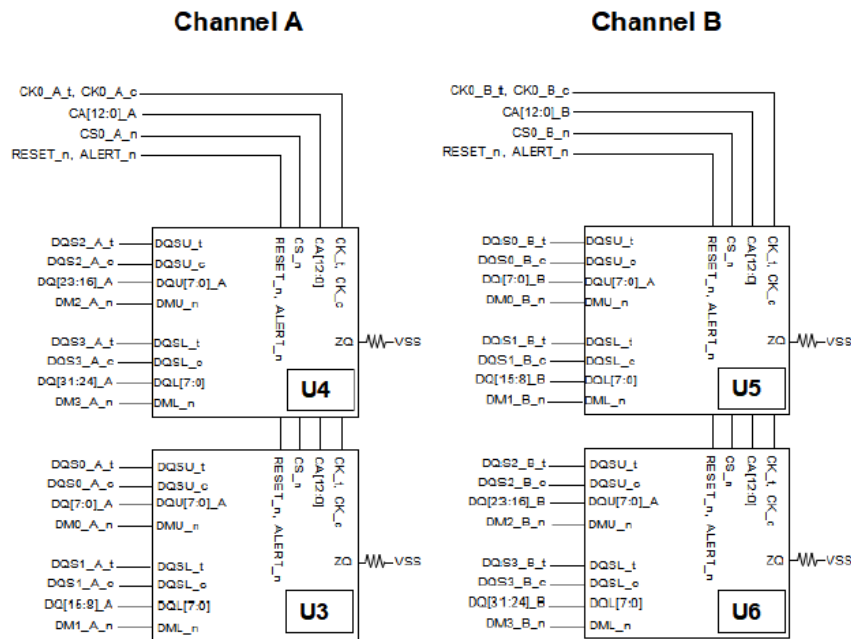 Channel A
CK0_A_t, CK0_A_c
CA[12:0]_A
CS0_A_n
RESET_n, ALERT_n
DQS2_A_t
DQS2_A_c
DQ[23:16]_A
DM2_A_n
DQS3_A_t
DQS3_A_c
DQ[31:24]_A
DM3_A_n
DQSU_t
DQSU_c
DQU[7:0]_A
DMU_n
DQSL_t
DQSL_c
DQL[7:0]
DML_n
RESET_n, ALERT_n
CS_n
CA[12:0]
CK_t, CK_c
ZQ
VSS
U4
DQS0_A_t
DQS0_A_c
DQ[7:0]_A
DM0_A_n
DQS1_A_t
DQS1_A_c
DQ[15:8]_A
DM1_A_n
DQSU_t
DQSU_c
DQU[7:0]_A
DMU_n
DQSL_t
DQSL_c
DQL[7:0]
DML_n
RESET_n, ALERT_n
CS_n
CA[12:0]
CK_t, CK_c
ZQ
VSS
U3
Channel B
CK0_B_t, CK0_B_c
CA[12:0]_B
CS0_B_n
RESET_n, ALERT_n
DQS0_B_t
DQS0_B_c
DQ[7:0]_B
DM0_B_n
DQS1_B_t
DQS1_B_c
DQ[15:8]_B
DM1_B_n
DQSU_t
DQSU_c
DQU[7:0]_A
DMU_n
DQSL_t
DQSL_c
DQL[7:0]
DML_n
RESET_n, ALERT_n
CS_n
CA[12:0]
CK_t, CK_c
ZQ
VSS
U5
DQS2_B_t
DQS2_B_c
DQ[23:16]_B
DM2_B_n
DQS3_B_t
DQS3_B_c
DQ[31:24]_B
DM3_B_n
DQSU_t
DQSU_c
DQU[7:0]_A
DMU_n
DQSL_t
DQSL_c
DQL[7:0]
DML_n
RESET_n, ALERT_n
CS_n
CA[12:0]
CK_t, CK_c
ZQ
VSS
U6